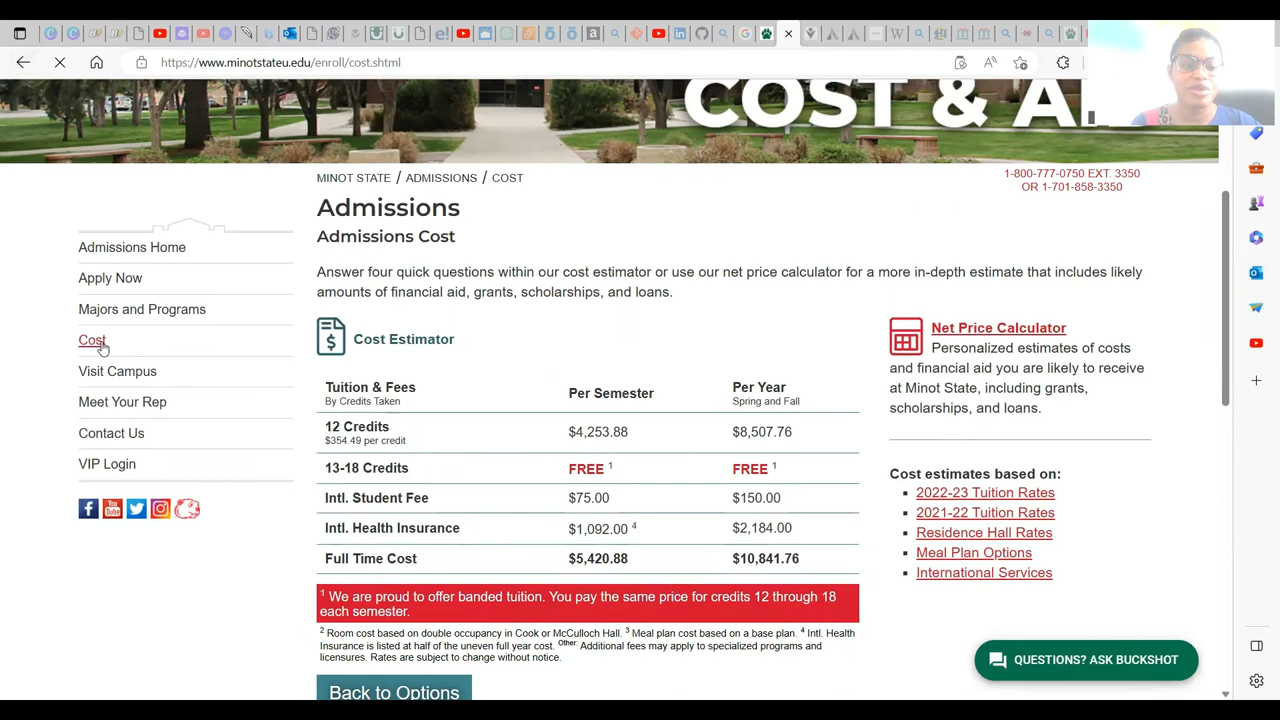 https://www.minotstateu.edu/enroll/cost.shtml
COST & A
MINOT STATE / ADMISSIONS / COST
1-800-777-0750 EXT. 3350
OR 1-701-858-3350
Admissions
Admissions Cost
Admissions Home
Apply Now
Majors and Programs
Cost
Visit Campus
Meet Your Rep
Contact Us
VIP Login
Answer four quick questions within our cost estimator or use our net price calculator for a more in-depth estimate that includes likely
amounts of financial aid, grants, scholarships, and loans.
Cost Estimator
Tuition & Fees Per Semester Per Year
By Credits Taken Spring and Fall
12 Credits $4,253.88 $8,507.76
$354.49 per credit
13-18 Credits FREE 1 FREE 1
Intl. Student Fee $75.00 $150.00
Intl. Health Insurance $1,092.00 4 $2,184.00
Full Time Cost $5,420.88 $10,841.76
1 We are proud to offer banded tuition. You pay the same price for credits 12 through 18
each semester.
2 Room cost based on double occupancy in Cook or McCulloch Hall. 3 Meal plan cost based on a base plan. 4 Intl. Health
Insurance is listed at half of the uneven full year cost. Other: Additional fees may apply to specialized programs and
licensures. Rates are subject to change without notice.
Back to Options
Net Price Calculator
Personalized estimates of costs
and financial aid you are likely to receive
at Minot State, including grants,
scholarships, and loans.
Cost estimates based on:
2022-23 Tuition Rates
2021-22 Tuition Rates
Residence Hall Rates
Meal Plan Options
International Services
QUESTIONS? ASK BUCKSHOT